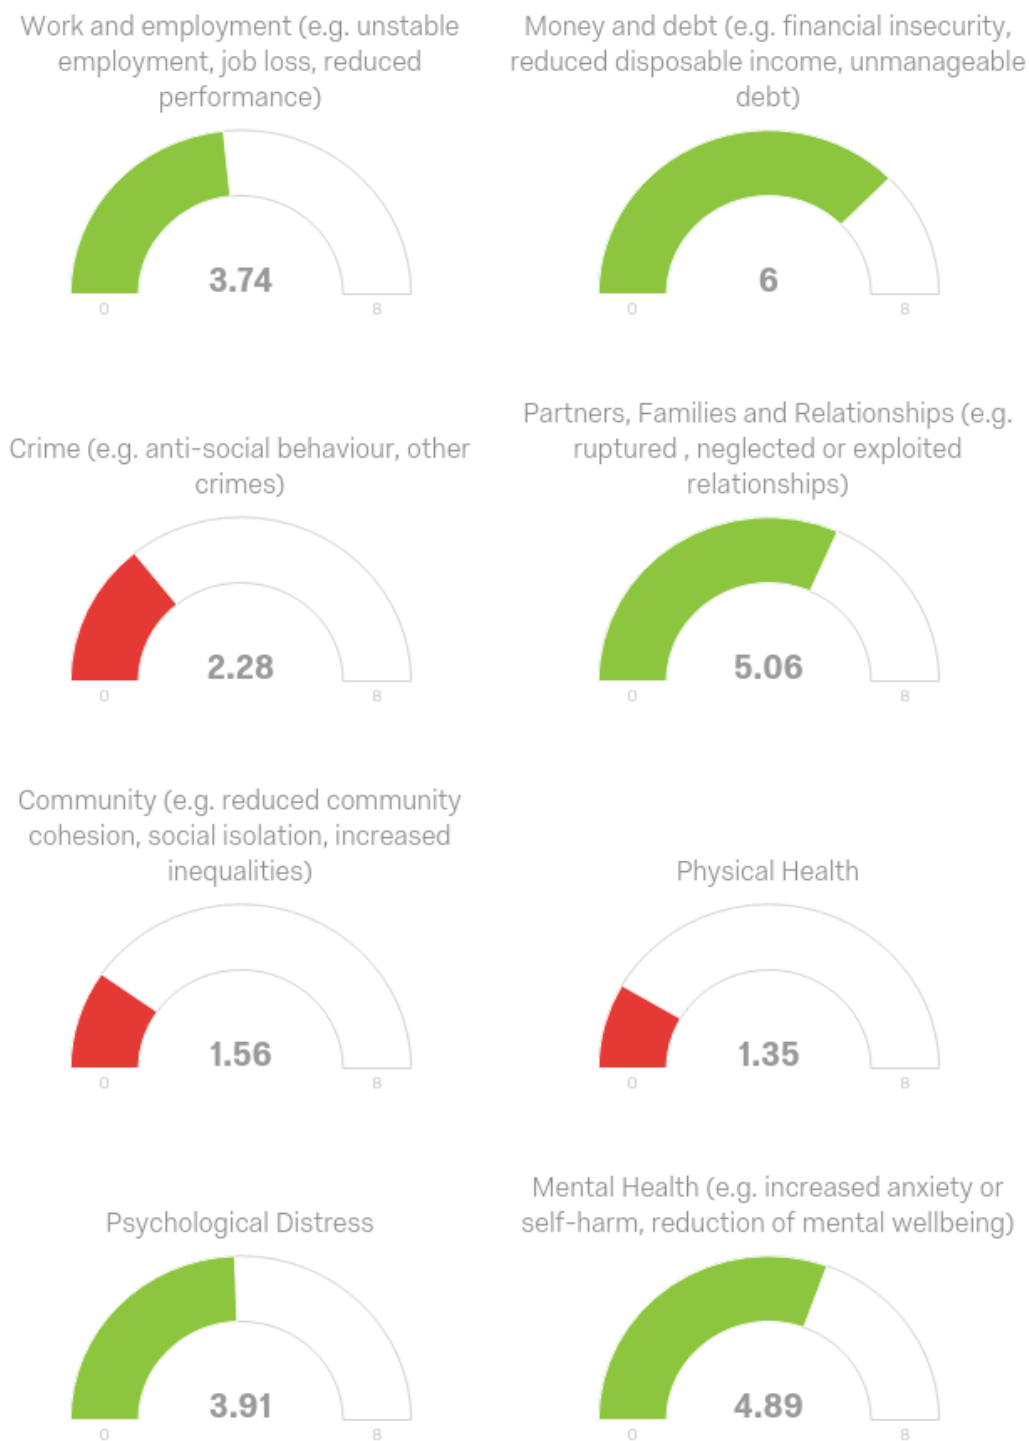 Work and employment (e.g. unstable
employment, job loss, reduced
performance)
3.74
0
8
Money and debt (e.g. financial insecurity,
reduced disposable income, unmanageable
debt)
6
0
8
Crime (e.g. anti-social behaviour, other
crimes)
2.28
0
8
Partners, Families and Relationships (e.g.
ruptured , neglected or exploited
relationships)
5.06
0
8
Community (e.g. reduced community
cohesion, social isolation, increased
inequalities)
1.56
0
8
Physical Health
1.35
0
8
Psychological Distress
3.91
0
8
Mental Health (e.g. increased anxiety or
self-harm, reduction of mental wellbeing)
4.89
0
8